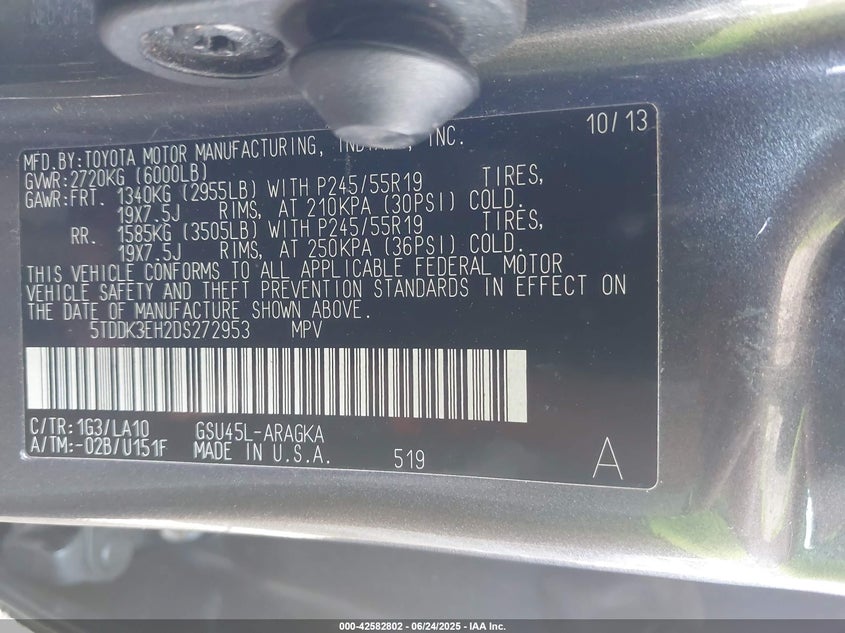 10/13
MFD.BY:TOYOTA MOTOR MANUFACTURING, INC.
GVWR:2720KG (6000LB)
GAWR:FRT. 1340KG (2955LB) WITH P245/55R19 TIRES,
19X7.5J RIMS, AT 210KPA (30PSI) COLD.
RR. 1585KG (3505LB) WITH P245/55R19 TIRES,
19X7.5J RIMS, AT 250KPA (36PSI) COLD.
THIS VEHICLE CONFORMS TO ALL APPLICABLE FEDERAL MOTOR
VEHICLE SAFETY AND THEFT PREVENTION STANDARDS IN EFFECT ON
THE DATE OF MANUFACTURE SHOWN ABOVE.
5TDDK3EH2DS272953 MPV
C/TR:1G3/LA10 GSU45L-ARAGKA
A/TM:-02B/U151F MADE IN U.S.A. 519 A
000-42582802 - 06/24/2025 - IAA Inc.